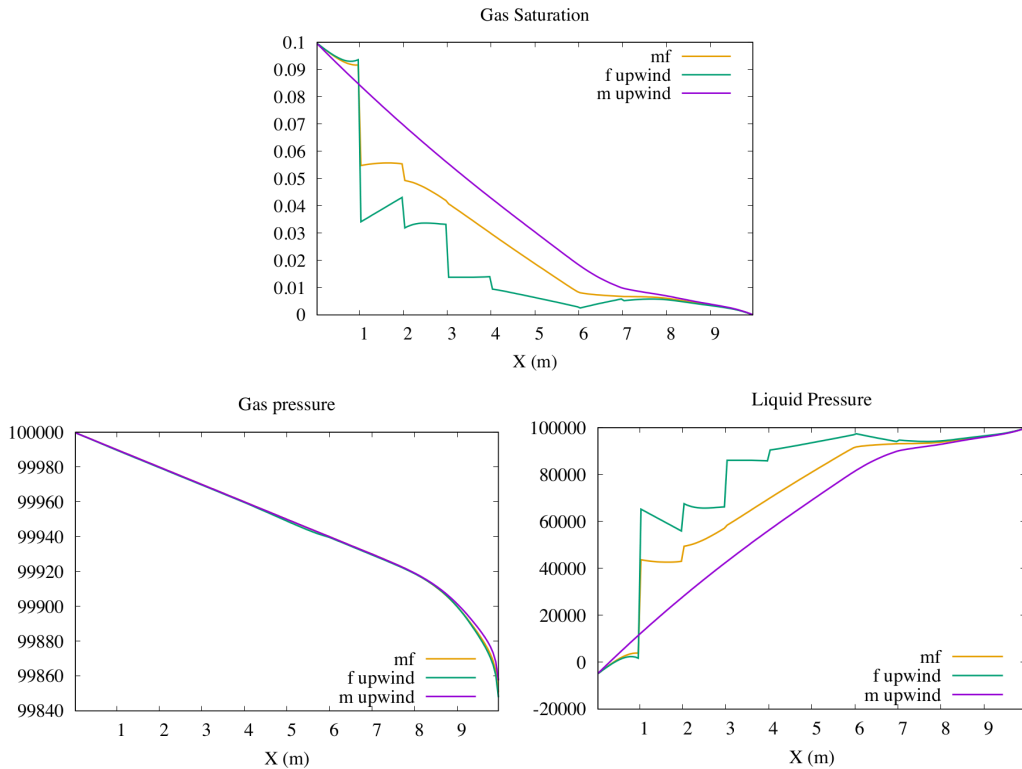 Gas Saturation
0.1
0.09
0.08
0.07
0.06
0.05
0.04
0.03
0.02
0.01
0
mf
f upwind
m upwind
1 2 3 4 5 6 7 8 9
X (m)
Gas pressure
100000
99980
99960
99940
99920
99900
99880
99860
99840
mf
f upwind
m upwind
1 2 3 4 5 6 7 8 9
X (m)
Liquid Pressure
100000
80000
60000
40000
20000
0
-20000
mf
f upwind
m upwind
1 2 3 4 5 6 7 8 9
X (m)